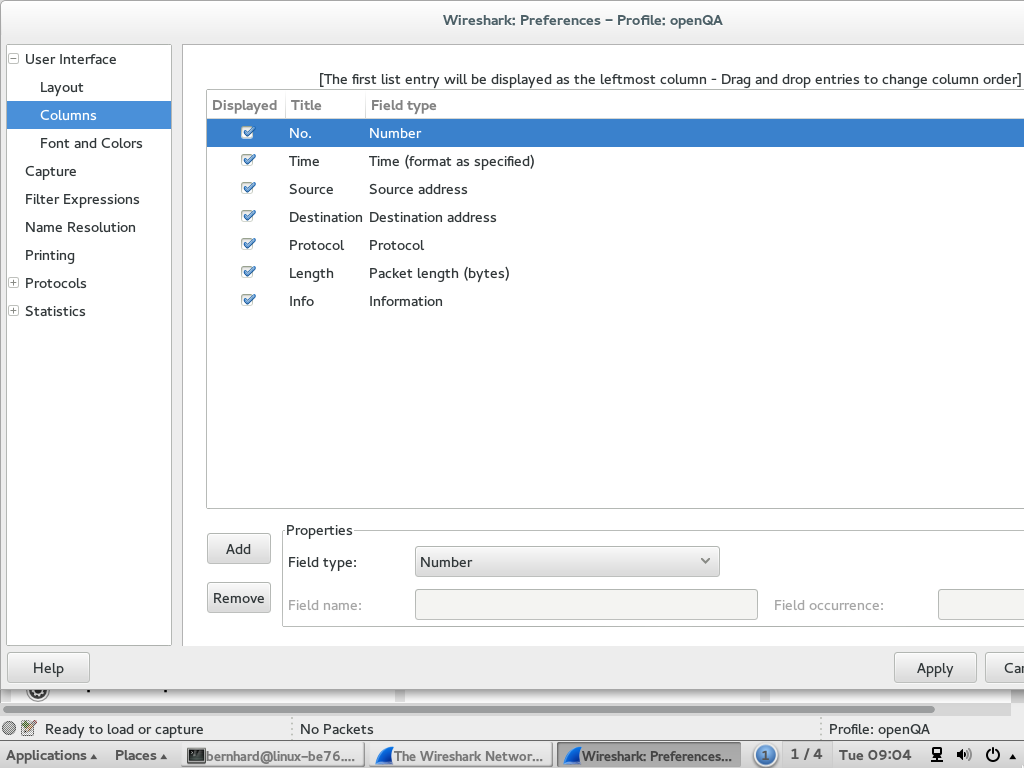 Wireshark: Preferences – Profile: openQA
User Interface
Layout
Columns
Font and Colors
Capture
Filter Expressions
Name Resolution
Printing
Protocols
Statistics
[The first list entry will be displayed as the leftmost column - Drag and drop entries to change column order]
Displayed Title Field type
No. Number
Time Time (format as specified)
Source Source address
Destination Destination address
Protocol Protocol
Length Packet length (bytes)
Info Information
Add
Remove
Properties
Field type: Number
Field name: Field occurrence:
Help Apply
Ready to load or capture No Packets Profile: openQA
Applications Places bernhard@linux-be76.... The Wireshark Networ... Wireshark: Preferences... 1 1 / 4 Tue 09:04